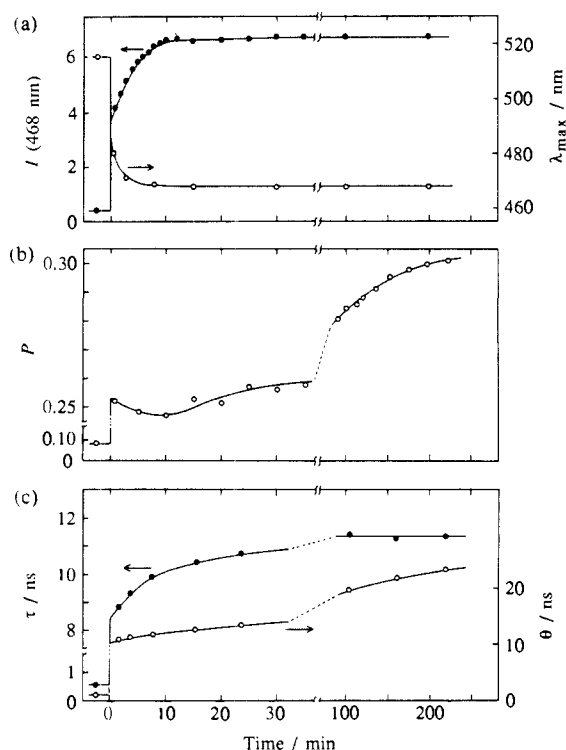 (a)
6
4
2
0
I (468 nm)
520
500
480
460
λmax / nm
(b)
0.30
0.25
0.10
0
P
(c)
12
10
8
1
0
τ / ns
20
10
0
θ / ns
0 10 20 30 100 200
Time / min